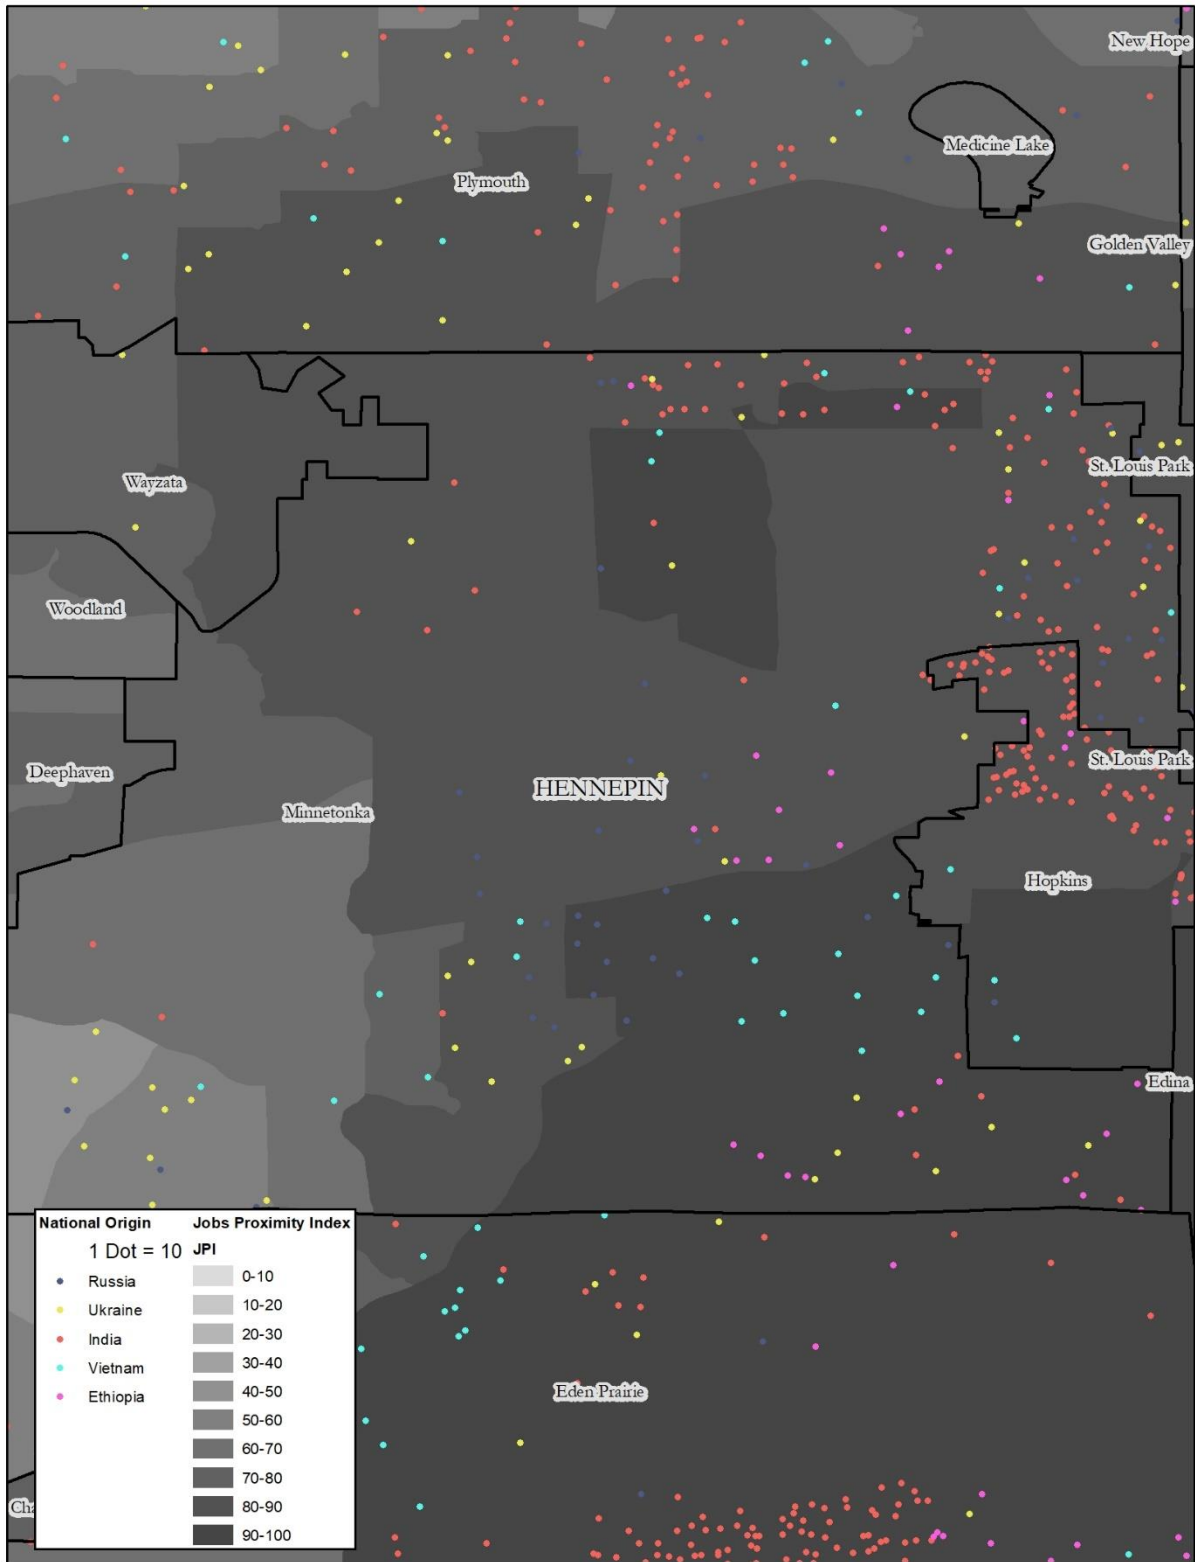 New Hope
Medicine Lake
Plymouth
Golden Valley
St. Louis Park
Wayzata
Woodland
Deephaven
St. Louis Park
HENNEPIN
Minnetonka
Hopkins
Edina
National Origin
1 Dot = 10
Russia
Ukraine
India
Vietnam
Ethiopia
Jobs Proximity Index
JPI
0-10
10-20
20-30
30-40
40-50
50-60
60-70
70-80
80-90
90-100
Eden Prairie
Cha